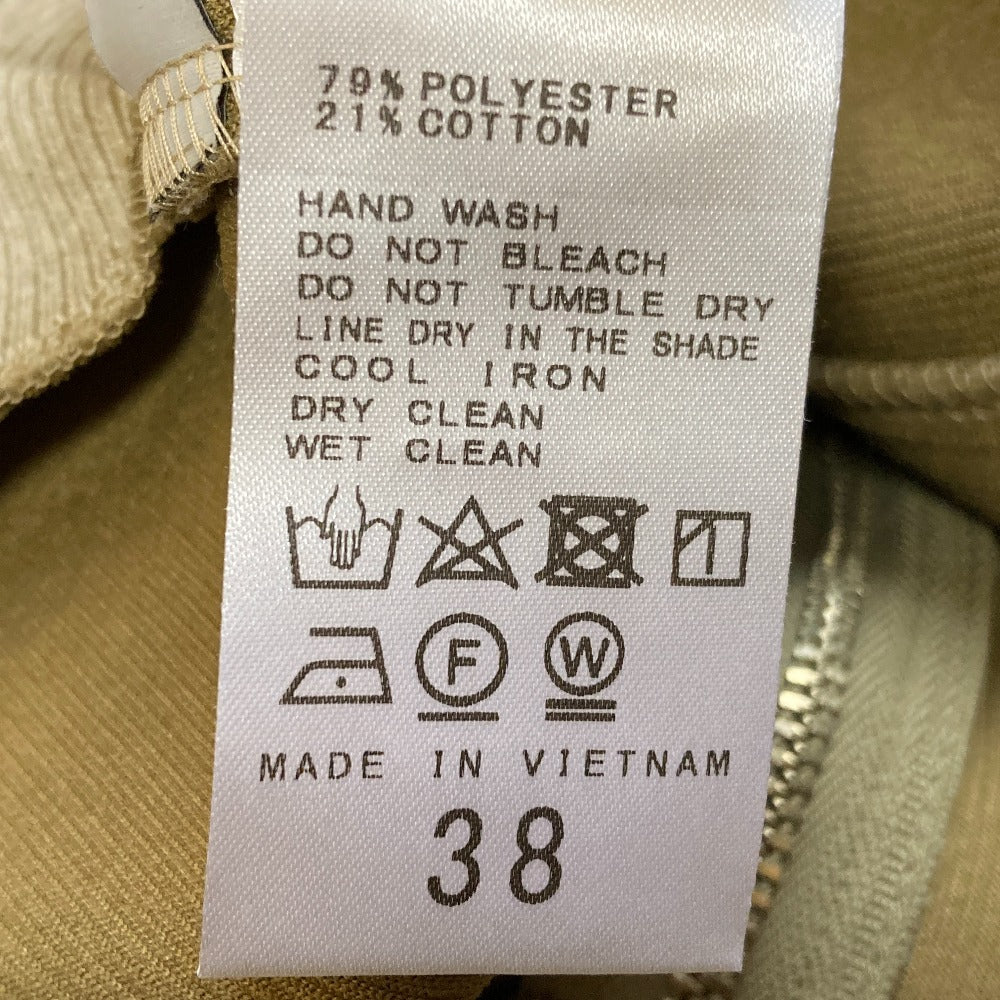 79% POLYESTER
21% COTTON
HAND WASH
DO NOT BLEACH
DO NOT TUMBLE DRY
LINE DRY IN THE SHADE
COOL IRON
DRY CLEAN
WET CLEAN
F W
MADE IN VIETNAM
38